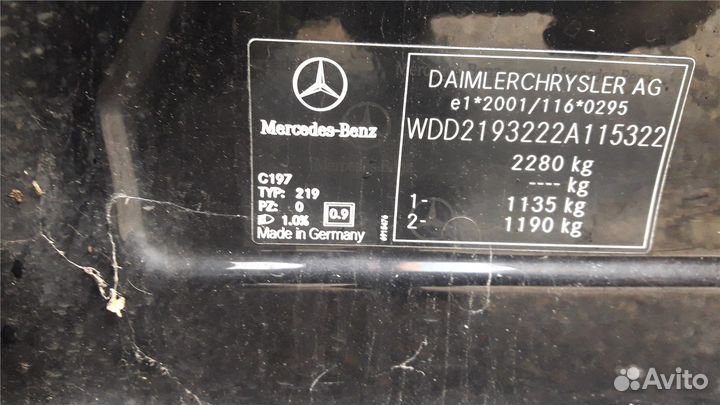 Mercedes-Benz
C197
TYP: 219
PZ: 0
1.0% 0.9
Made in Germany
6915476
DAIMLERCHRYSLER AG
e1*2001/116*0295
WDD2193222A115322
2280 kg
---- kg
1- 1135 kg
2- 1190 kg
Avito